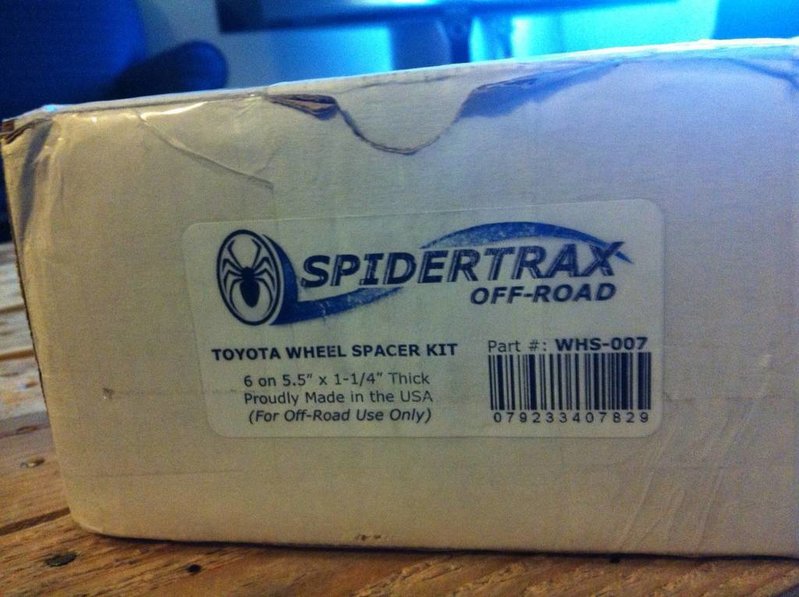 SPIDERTRAX
OFF-ROAD
TOYOTA WHEEL SPACER KIT
6 on 5.5" x 1-1/4" Thick
Proudly Made in the USA
(For Off-Road Use Only)
Part #: WHS-007
079233407829